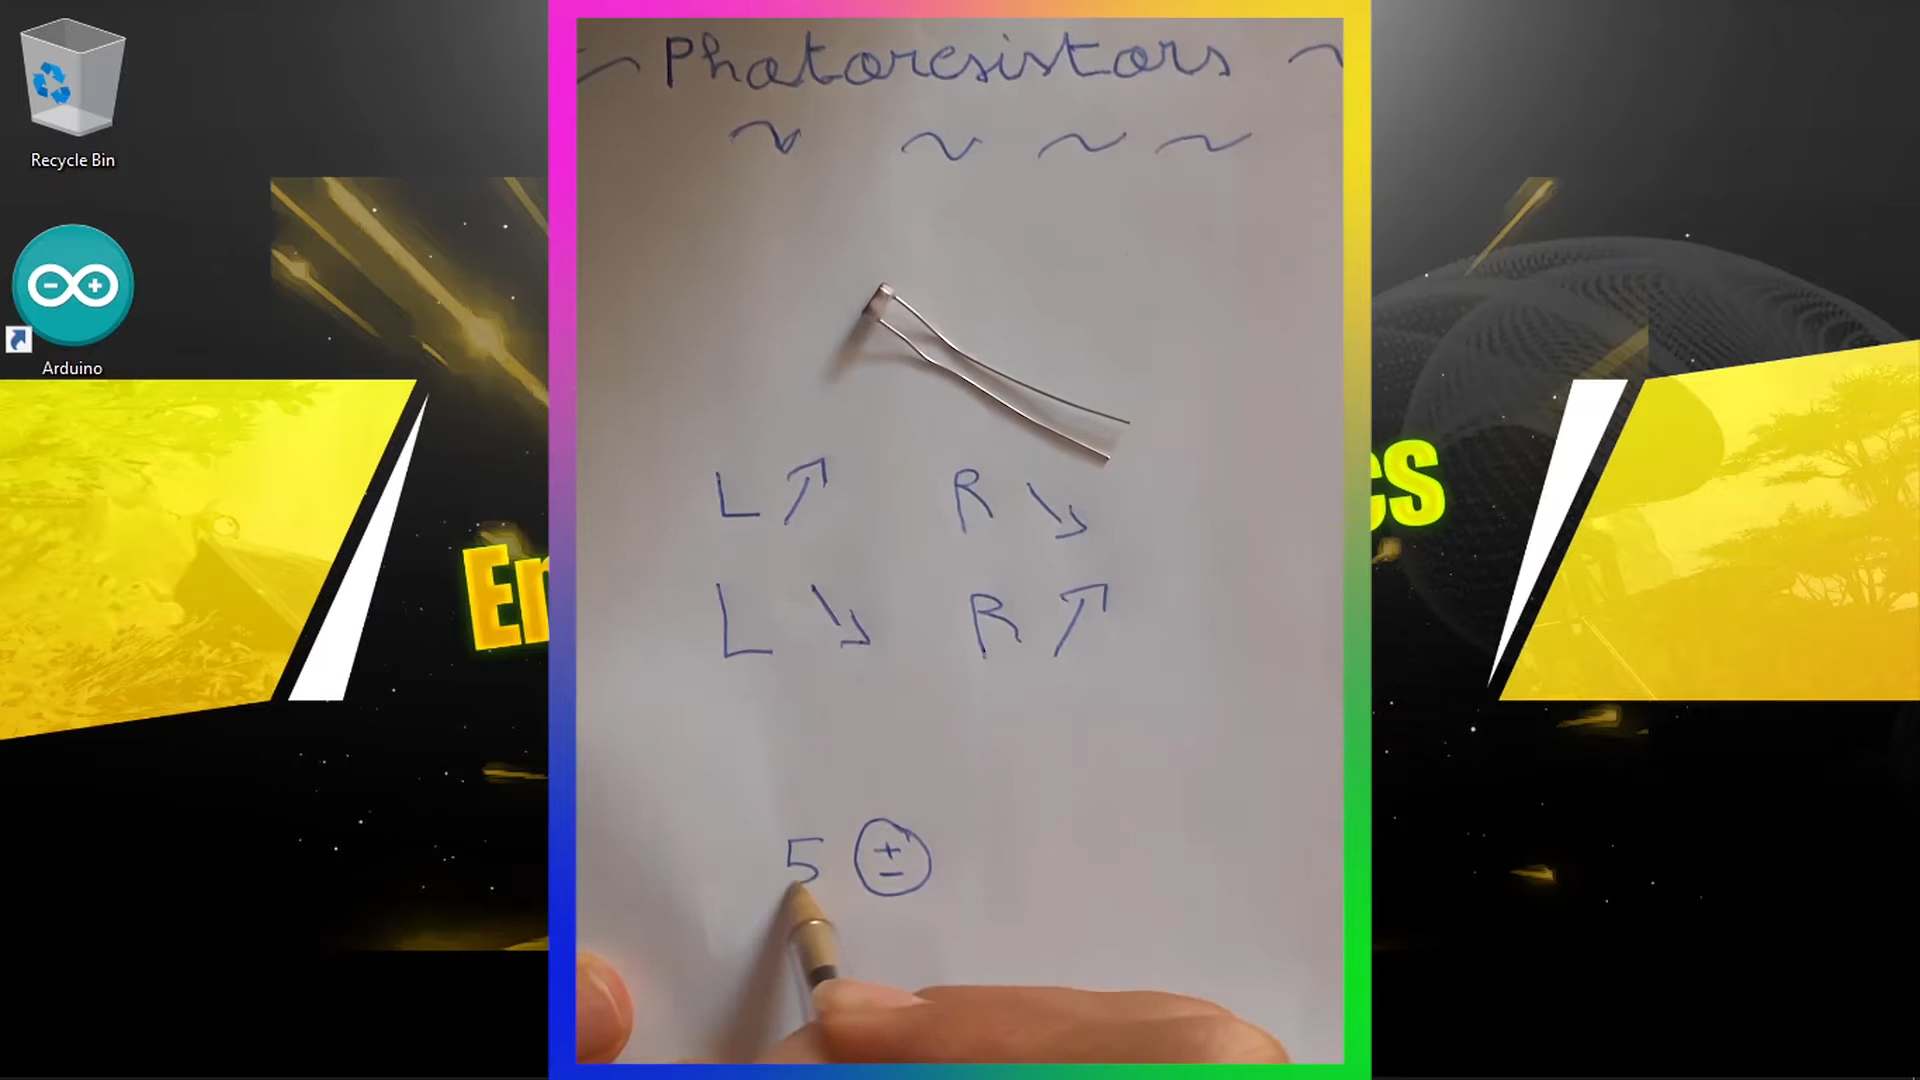 Photoresistors
Recycle Bin
Arduino
L ↗ R ↘
L ↘ R ↗
5 + -